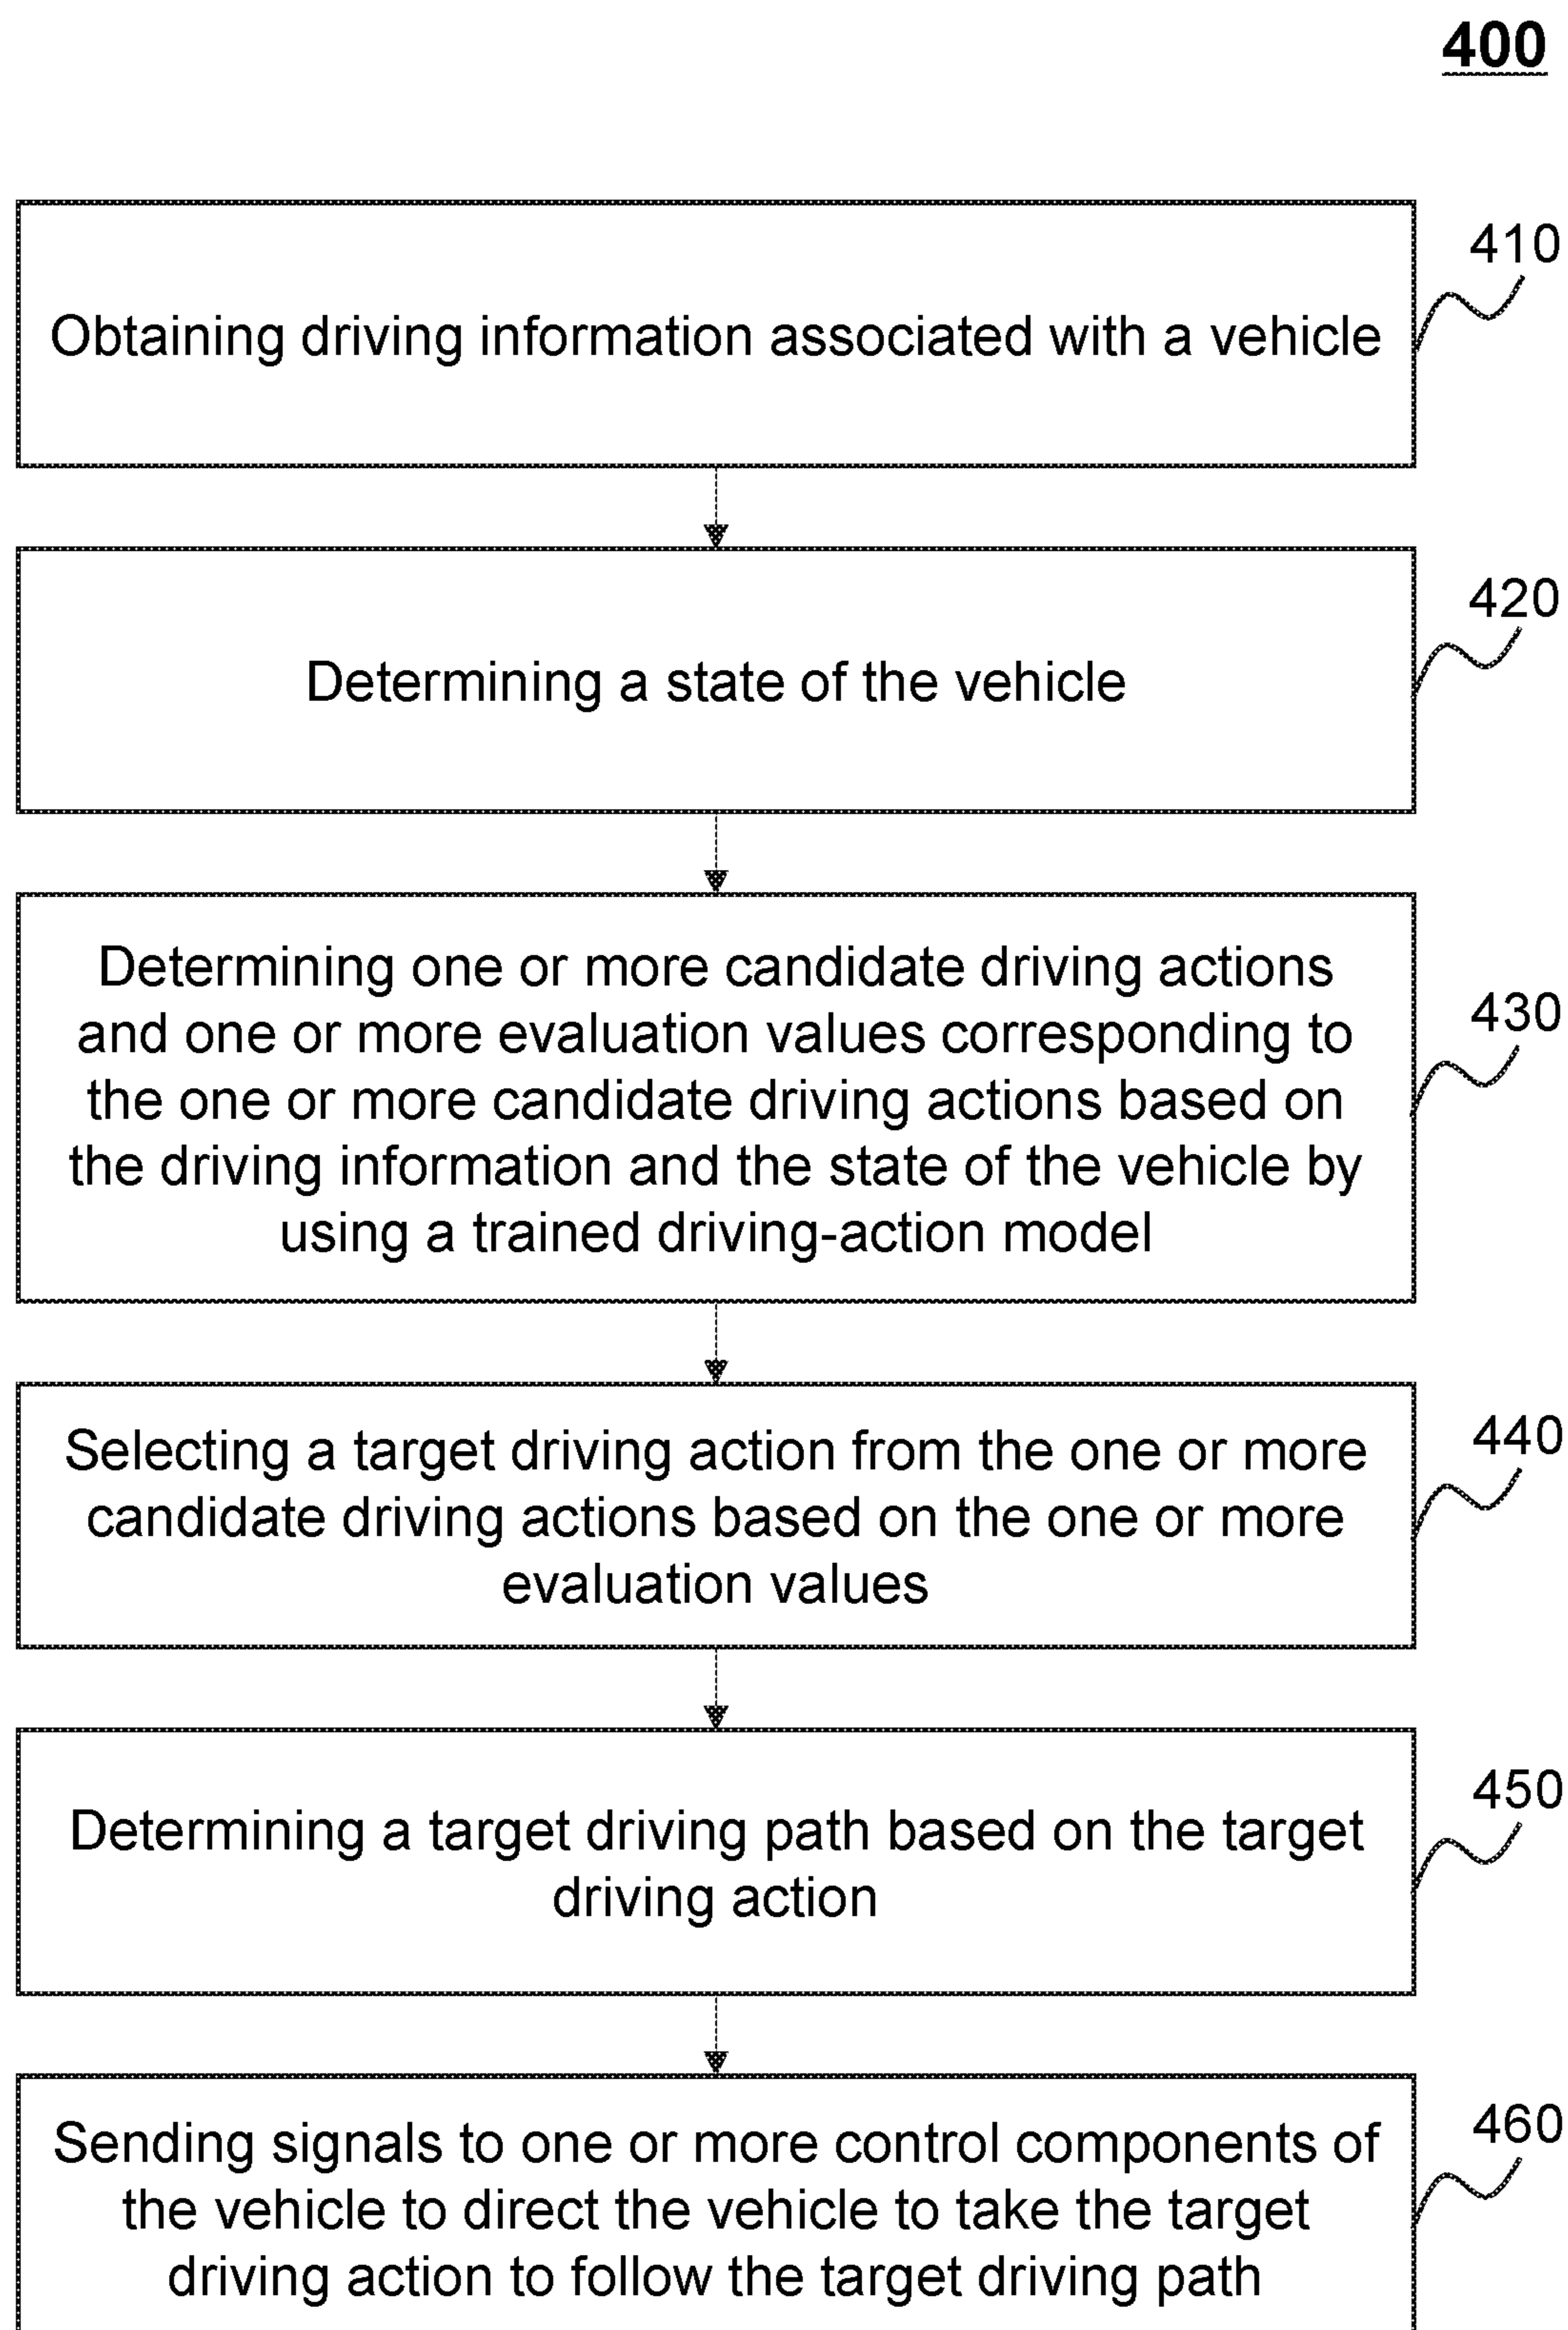 400
410
Obtaining driving information associated with a vehicle
420
Determining a state of the vehicle
Determining one or more candidate driving actions
430
and one or more evaluation values corresponding to
the one or more candidate driving actions based on
the driving information and the state of the vehicle by
using a trained driving-action model
440
Selecting a target driving action from the one or more
candidate driving actions based on the one or more
evaluation values
450
Determining a target driving path based on the target
driving action
460
Sending signals to one or more control components of
the vehicle to direct the vehicle to take the target
driving action to follow the target driving path